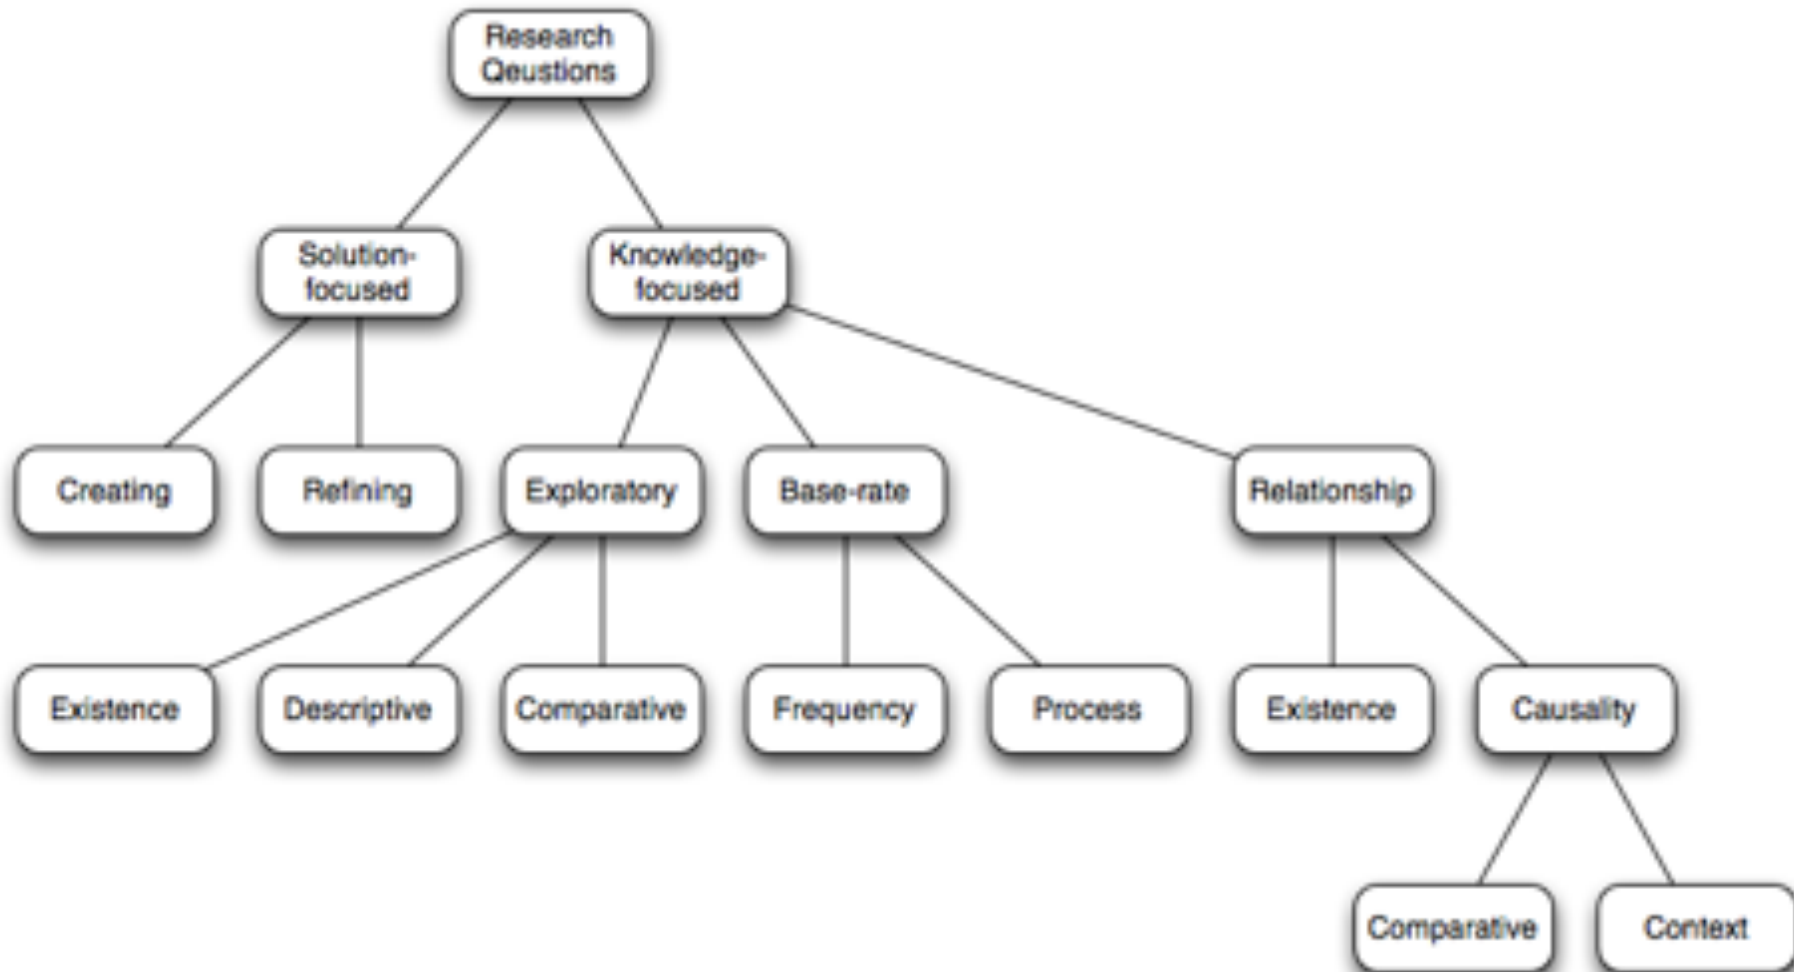 Research
Qeustions
Solution-
focused
Knowledge-
focused
Creating
Refining
Exploratory
Base-rate
Relationship
Existence
Descriptive
Comparative
Frequency
Process
Existence
Causality
Comparative
Context